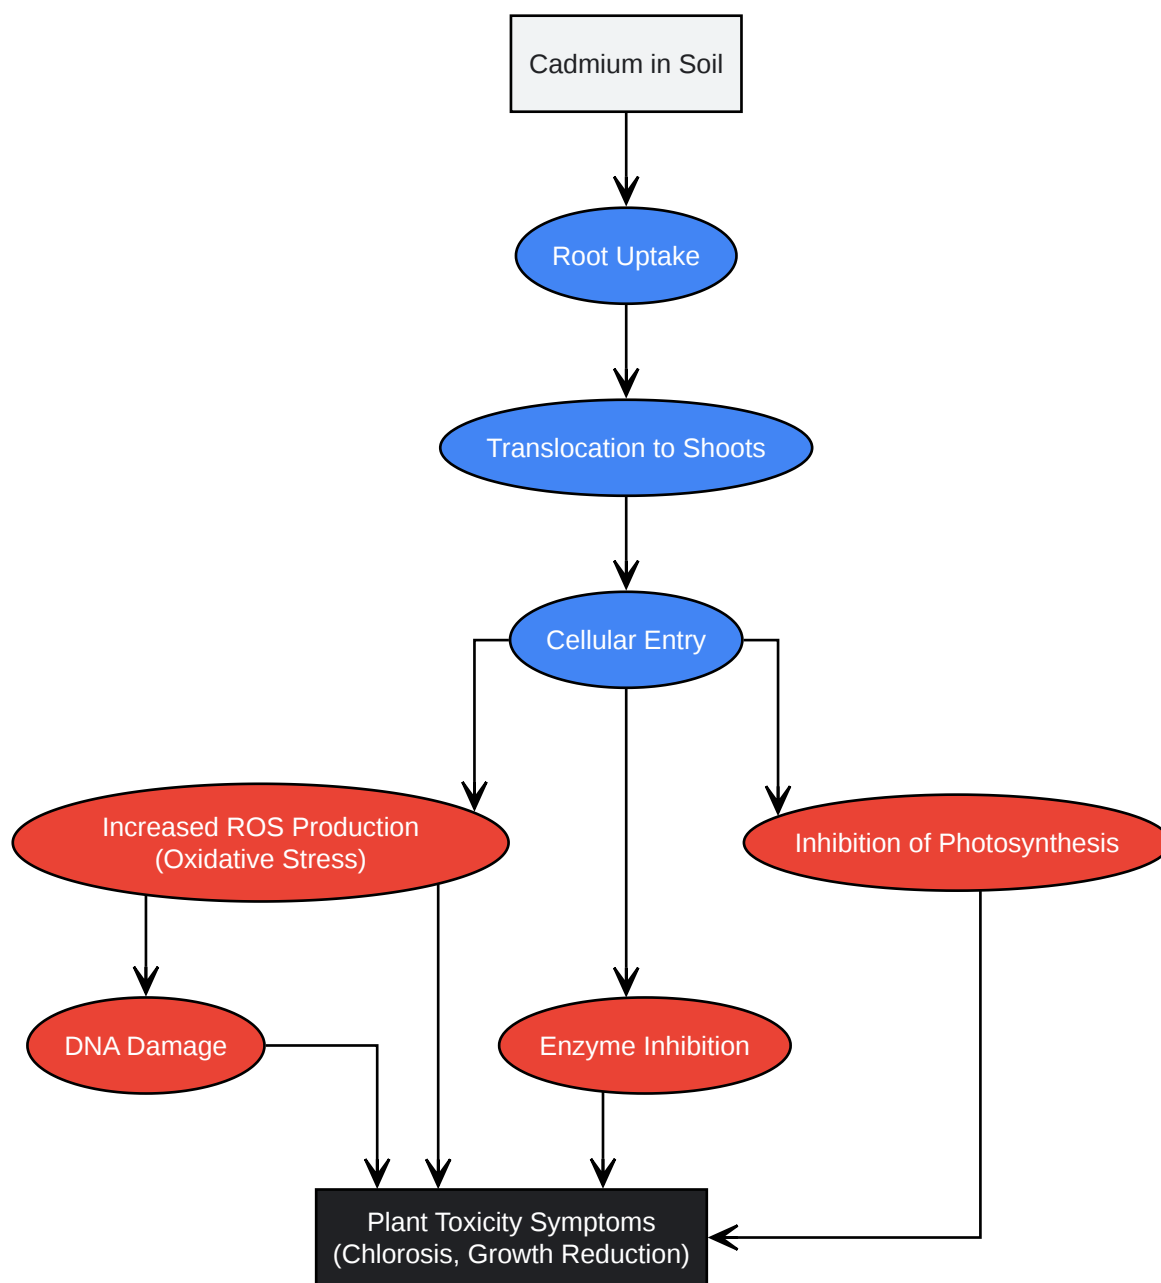 Cadmium in Soil
Root Uptake
Translocation to Shoots
Cellular Entry
Increased ROS Production
(Oxidative Stress)
Inhibition of Photosynthesis
DNA Damage
Enzyme Inhibition
Plant Toxicity Symptoms
(Chlorosis, Growth Reduction)